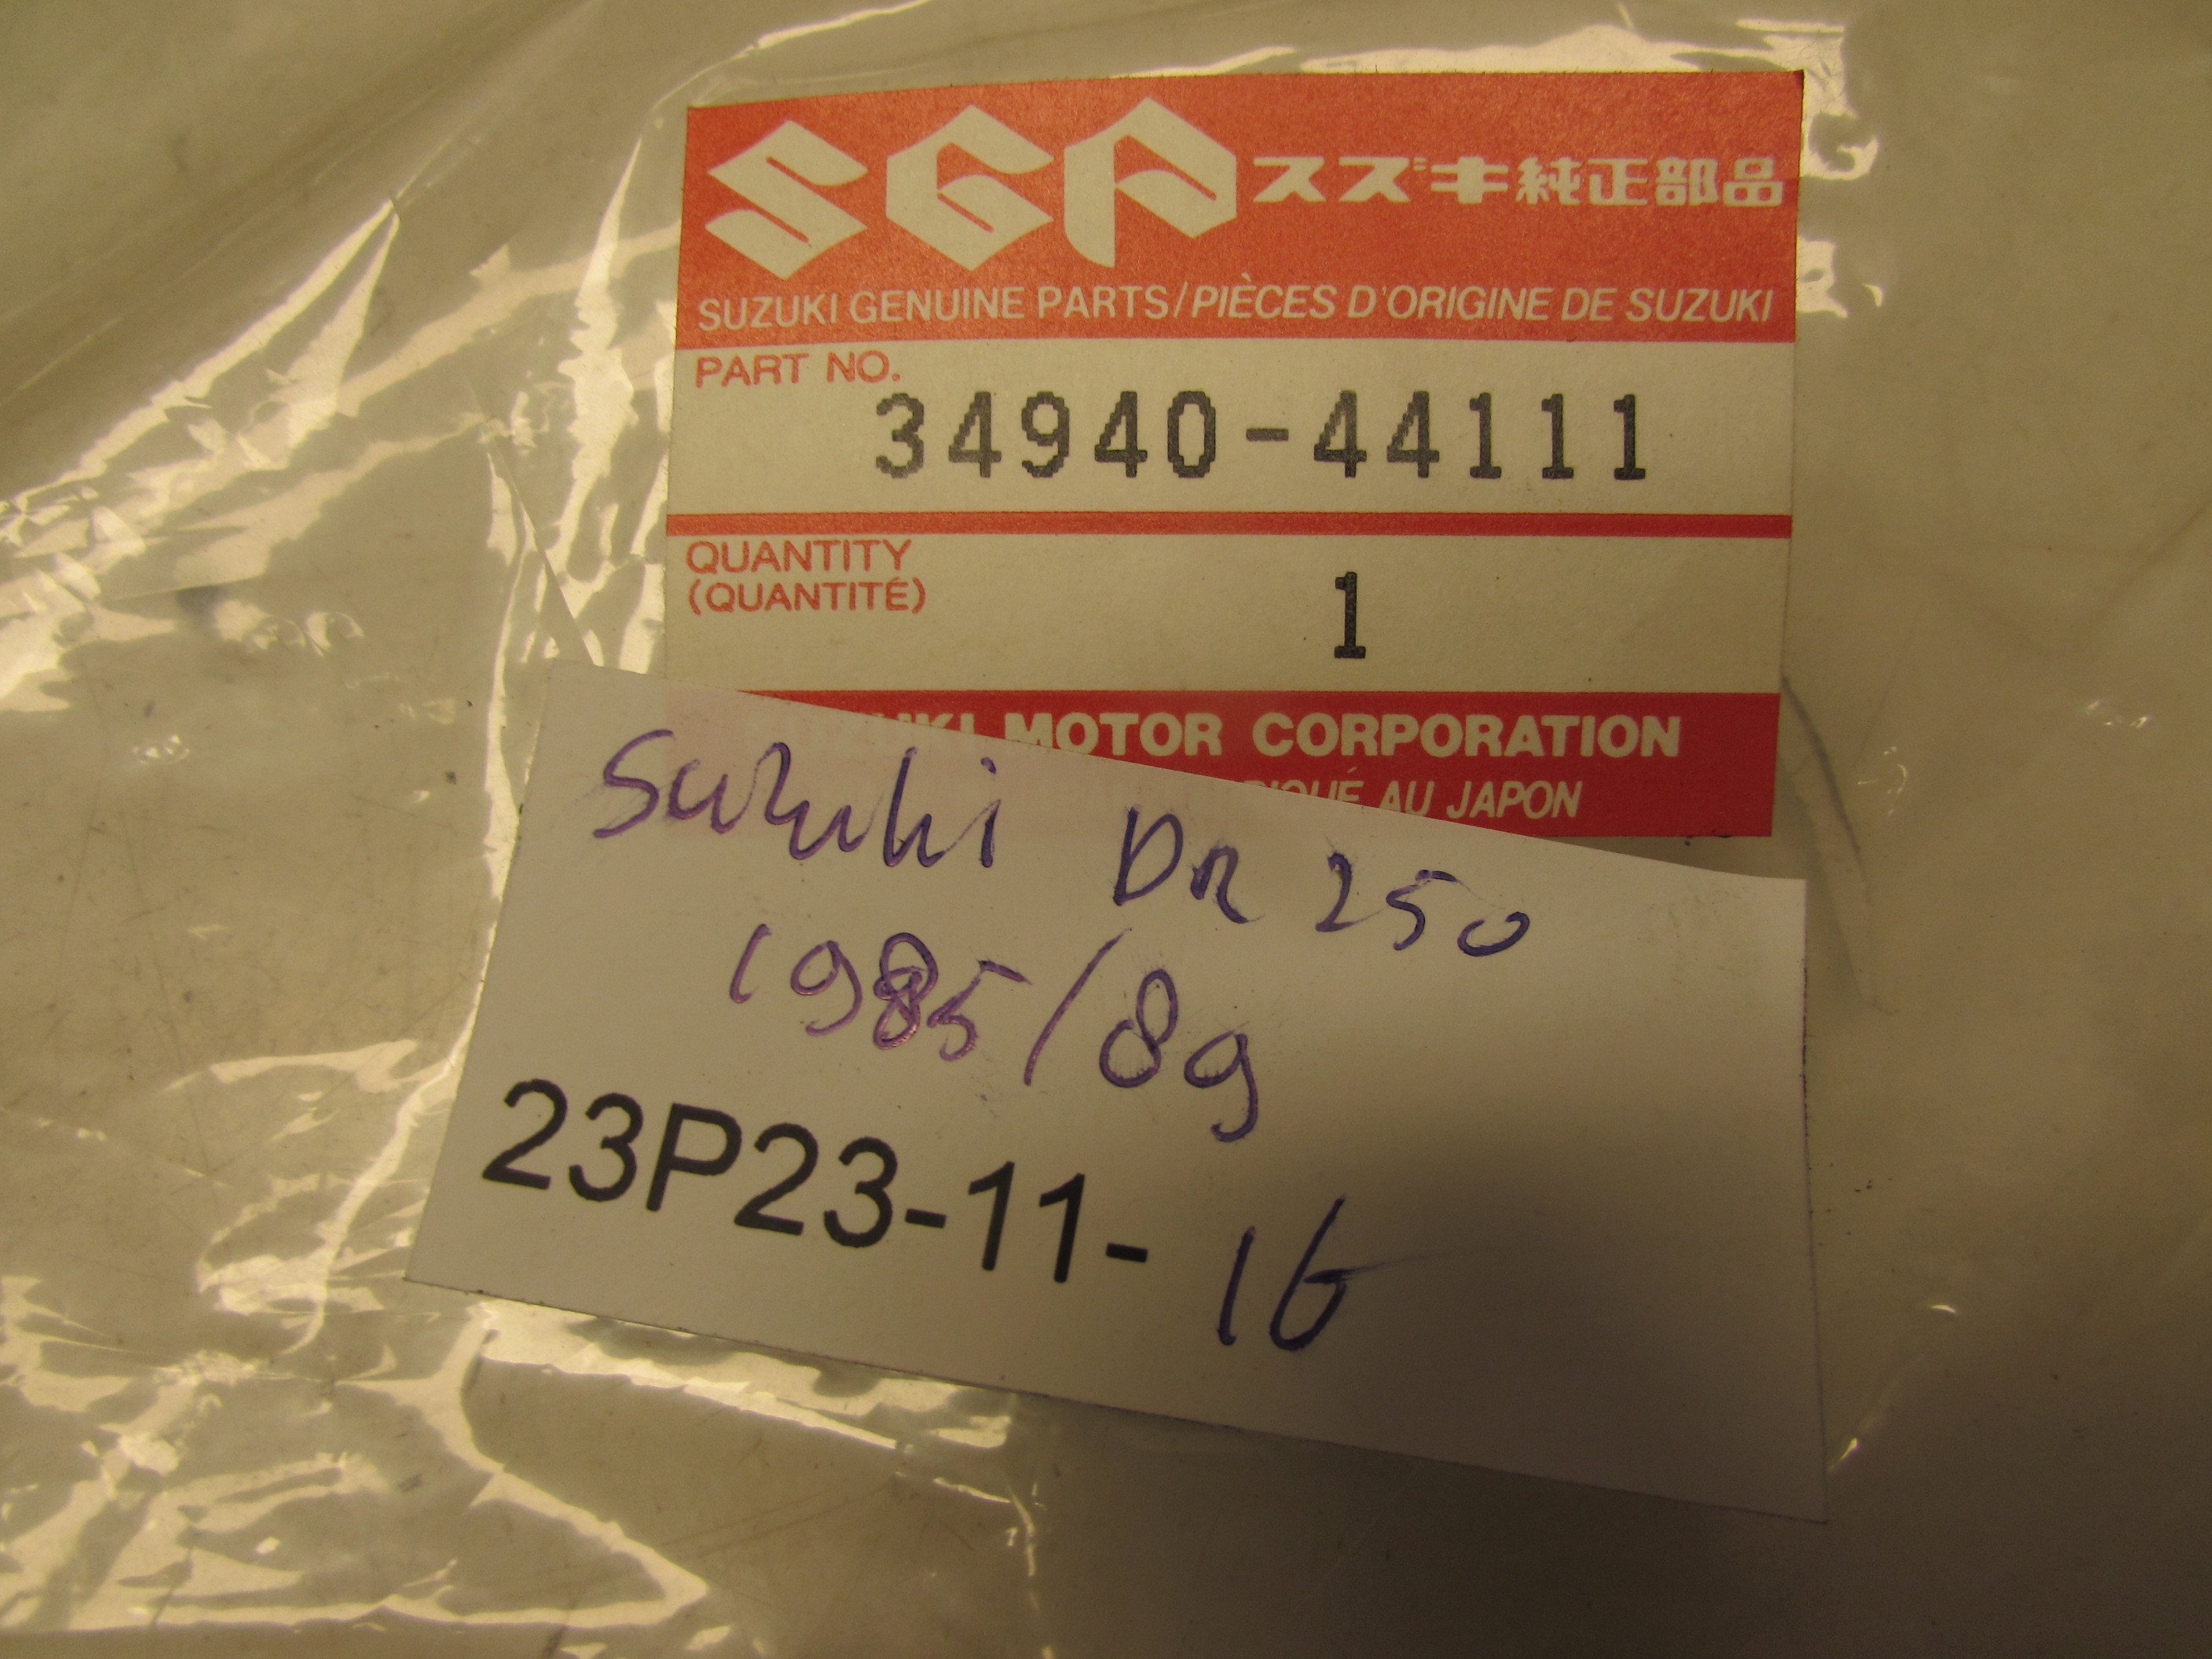 SGP スズキ純正部品
SUZUKI GENUINE PARTS/PIÈCES D'ORIGINE DE SUZUKI
PART NO.
34940-44111
QUANTITY
(QUANTITÉ)
1
MOTOR CORPORATION
AU JAPON
Suzuki DR 250
1985/89
23P23-11-16